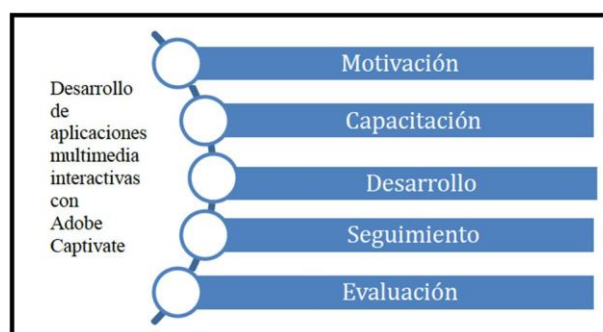 Desarrollo
de
aplicaciones
multimedia
interactivas
con
Adobe
Captivate
Motivación
Capacitación
Desarrollo
Seguimiento
Evaluación